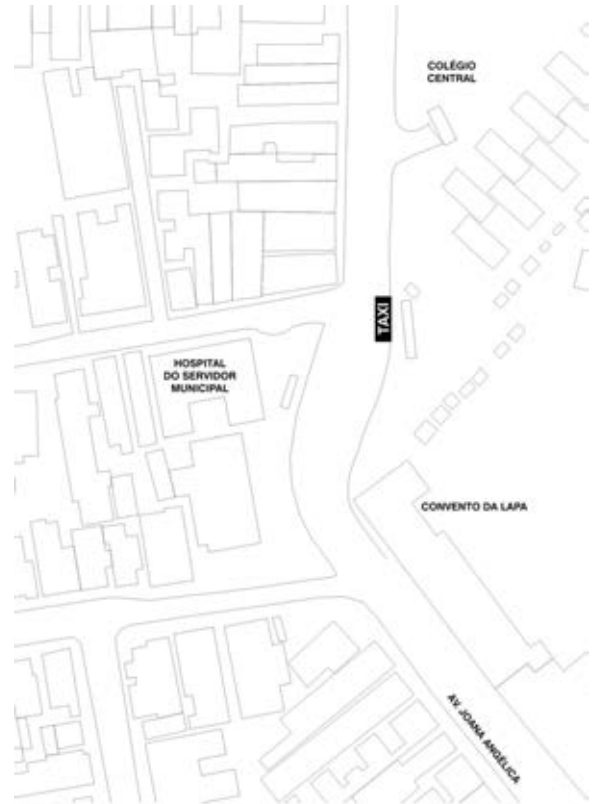 COLÉGIO
CENTRAL
TAXI
HOSPITAL
DO SERVIDOR
MUNICIPAL
CONVENTO DA LAPA
AV. JOANA ANGÉLICA